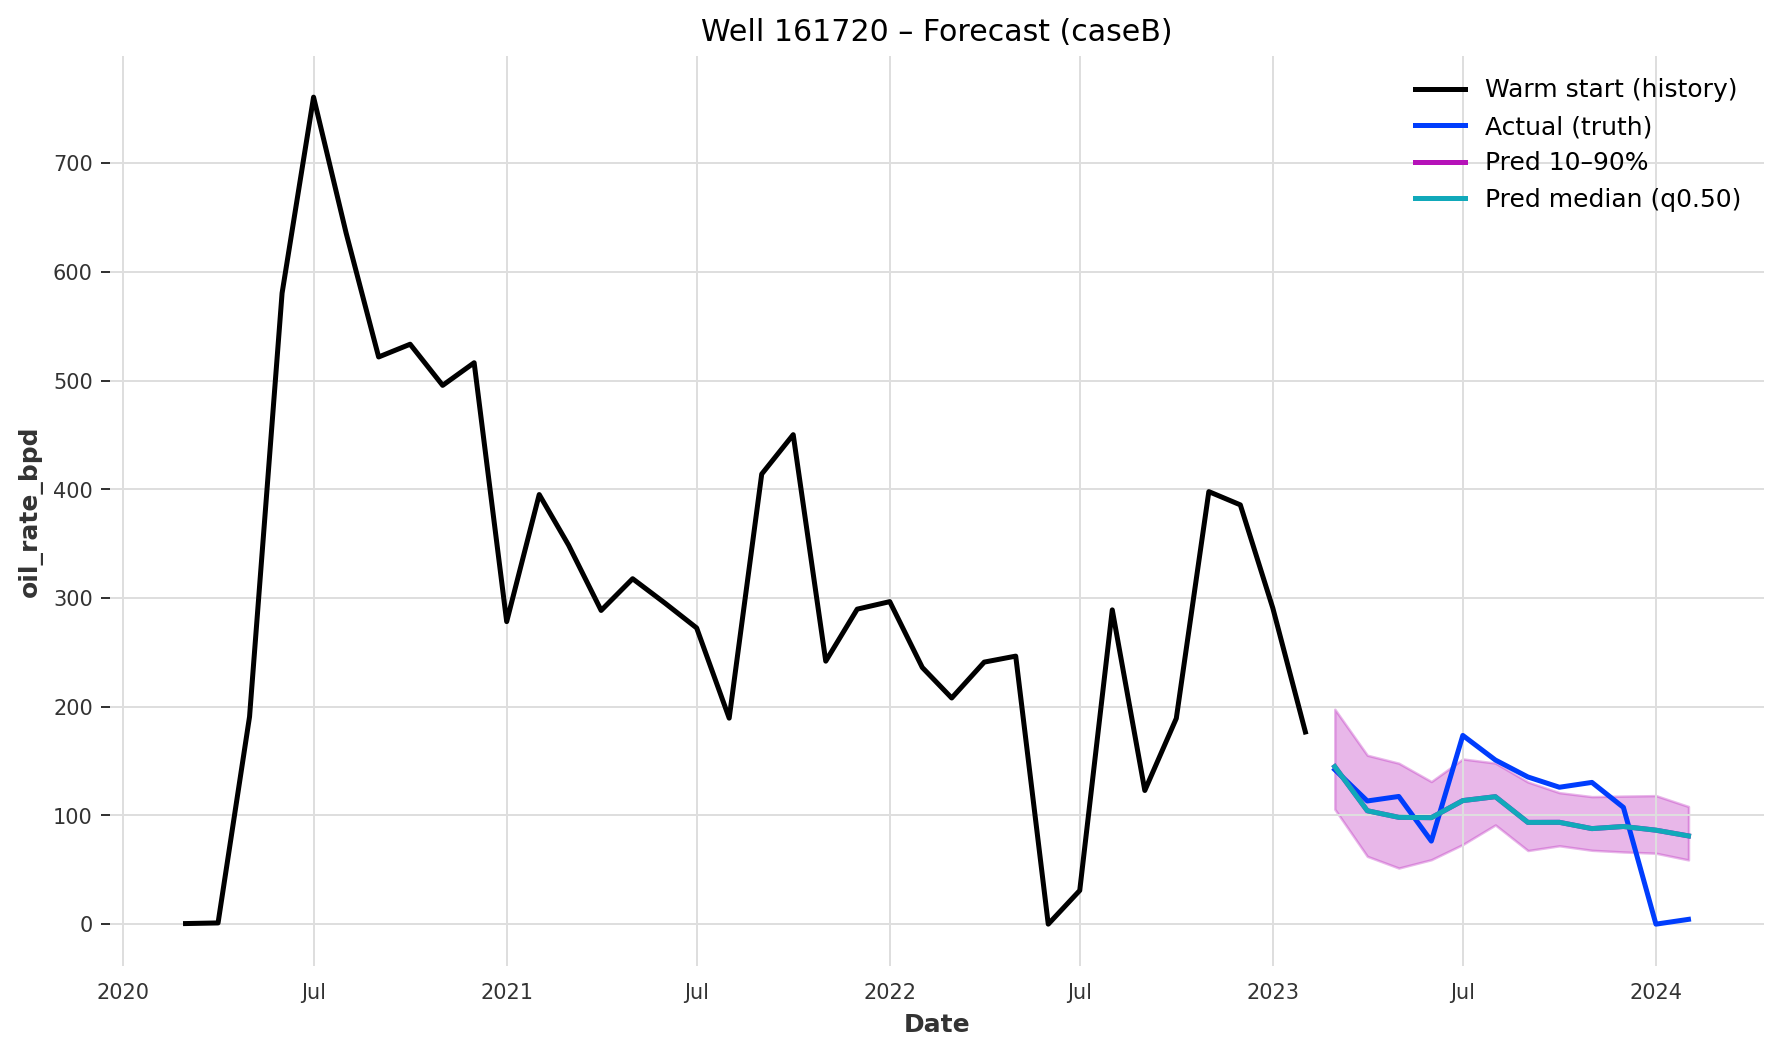 Well 161720 – Forecast (caseB)
Warm start (history)
Actual (truth)
Pred 10–90%
Pred median (q0.50)
oil_rate_bpd
700
600
500
400
300
200
100
0
2020
Jul
2021
Jul
2022
Jul
2023
Jul
2024
Date